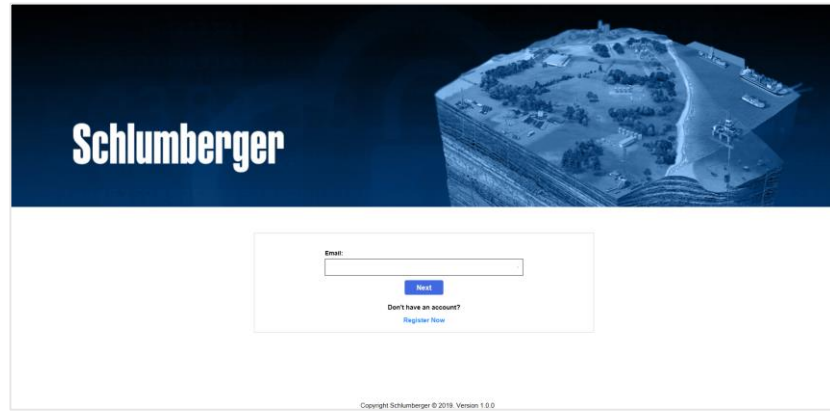 Schlumberger
Email:
Next
Don't have an account?
Register Now
Copyright Schlumberger © 2019. Version 1.0.0